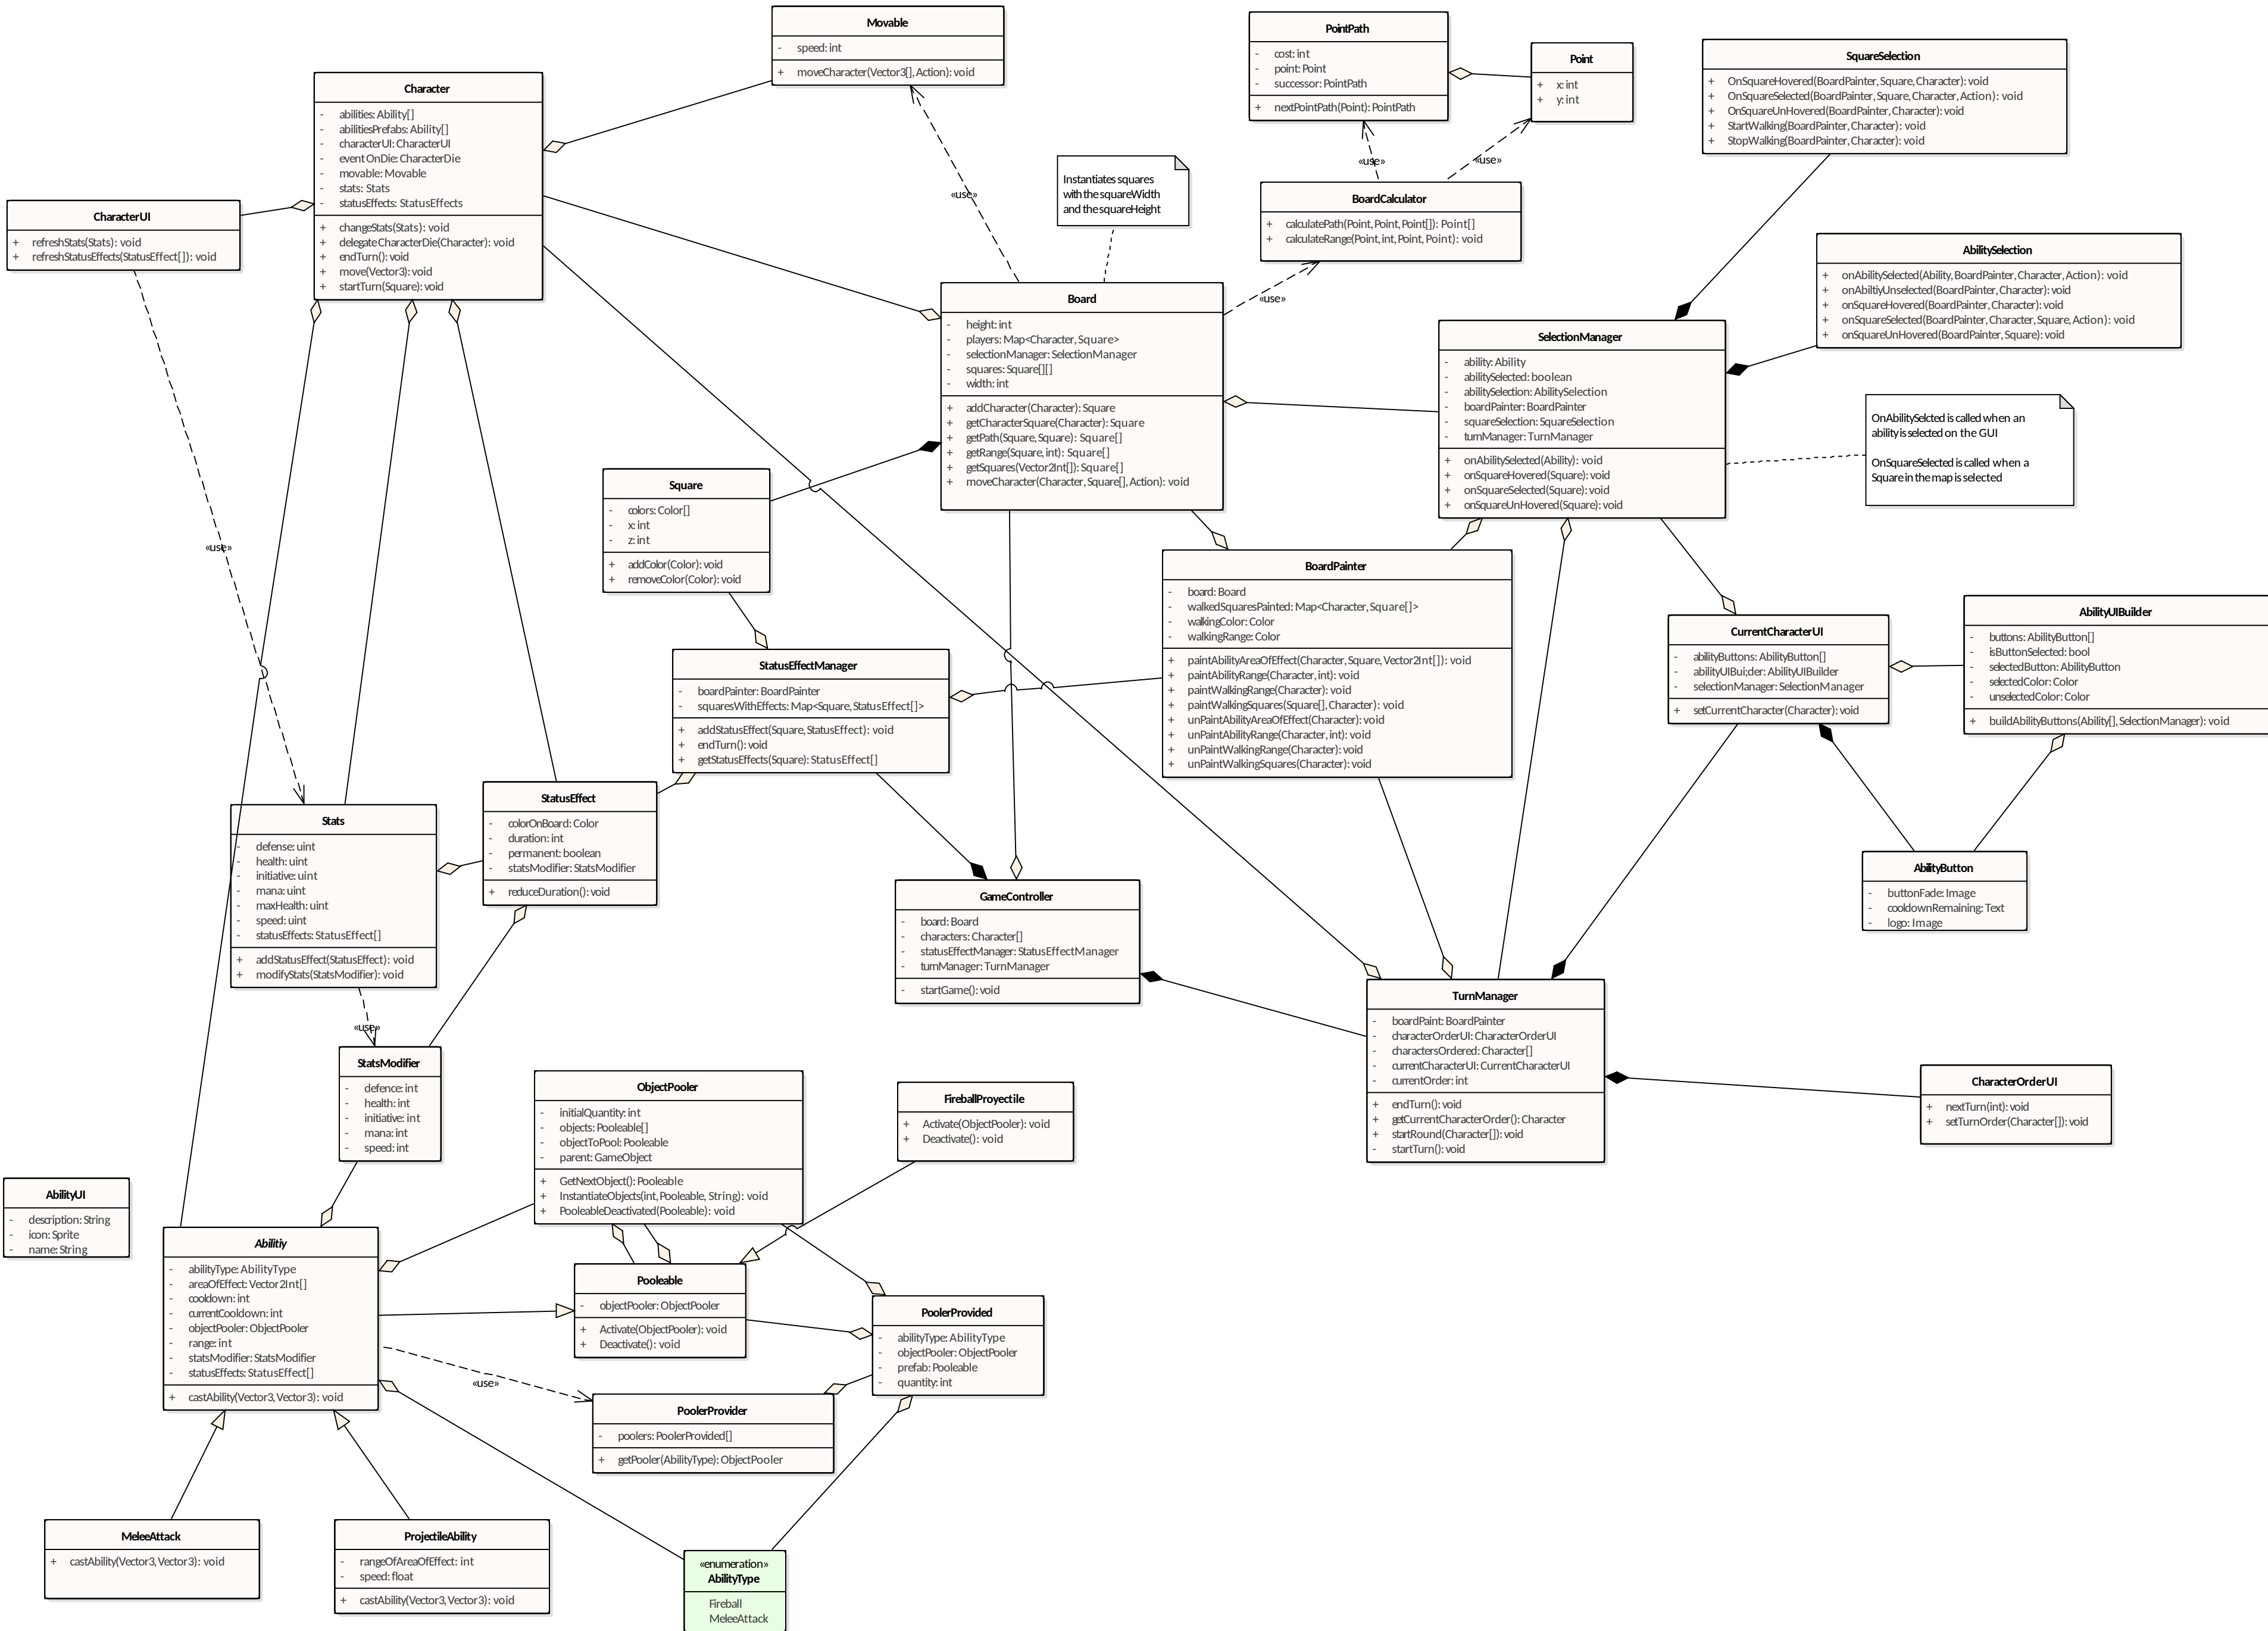 Movable
- speed: int
+ moveCharacter(Vector3[], Action): void
PointPath
- cost: int
- point: Point
- successor: PointPath
+ nextPointPath(Point): PointPath
Point
+ x: int
+ y: int
SquareSelection
+ OnSquareHovered(BoardPainter, Square, Character): void
+ OnSquareSelected(BoardPainter, Square, Character, Action): void
+ OnSquareUnHovered(BoardPainter, Character): void
+ StartWalking(BoardPainter, Character): void
+ StopWalking(BoardPainter, Character): void
Character
- abilities: Ability[]
- abilitiesPrefabs: Ability[]
- characterUI: CharacterUI
- event OnDie: CharacterDie
- movable: Movable
- stats: Stats
- statusEffects: StatusEffects
+ changeStats(Stats): void
+ delegate CharacterDie(Character): void
+ endTurn(): void
+ move(Vector3): void
+ startTurn(Square): void
CharacterUI
+ refreshStats(Stats): void
+ refreshStatusEffects(StatusEffect[]): void
«use»
«use»
«use»
Instantiates squares
with the squareWidth
and the squareHeight
BoardCalculator
+ calculatePath(Point, Point, Point[]): Point[]
+ calculateRange(Point, int, Point, Point): void
«use»
AbilitySelection
+ onAbilitySelected(Ability, BoardPainter, Character, Action): void
+ onAbiltiyUnselected(BoardPainter, Character): void
+ onSquareHovered(BoardPainter, Character): void
+ onSquareSelected(BoardPainter, Character, Square, Action): void
+ onSquareUnHovered(BoardPainter, Square): void
Board
- height: int
- players: Map<Character, Square>
- selectionManager: SelectionManager
- squares: Square[][]
- width: int
+ addCharacter(Character): Square
+ getCharacterSquare(Character): Square
+ getPath(Square, Square): Square[]
+ getRange(Square, int): Square[]
+ getSquares(Vector2Int[]): Square[]
+ moveCharacter(Character, Square[], Action): void
SelectionManager
- ability: Ability
- abilitySelected: boolean
- abilitySelection: AbilitySelection
- boardPainter: BoardPainter
- squareSelection: SquareSelection
- turnManager: TurnManager
+ onAbilitySelected(Ability): void
+ onSquareHovered(Square): void
+ onSquareSelected(Square): void
+ onSquareUnHovered(Square): void
OnAbilitySelcted is called when an
ability is selected on the GUI
OnSquareSelected is called when a
Square in the map is selected
Square
- colors: Color[]
- x: int
- z: int
+ addColor(Color): void
+ removeColor(Color): void
«use»
BoardPainter
- board: Board
- walkedSquaresPainted: Map<Character, Square[]>
- walkingColor: Color
- walkingRange: Color
+ paintAbilityAreaOfEffect(Character, Square, Vector2Int[]): void
+ paintAbilityRange(Character, int): void
+ paintWalkingRange(Character): void
+ paintWalkingSquares(Square[], Character): void
+ unPaintAbilityAreaOfEffect(Character): void
+ unPaintAbilityRange(Character, int): void
+ unPaintWalkingRange(Character): void
+ unPaintWalkingSquares(Character): void
CurrentCharacterUI
- abilityButtons: AbilityButton[]
- abilityUIBui;der: AbilityUIBuilder
- selectionManager: SelectionManager
+ setCurrentCharacter(Character): void
AbilityUIBuilder
- buttons: AbilityButton[]
- isButtonSelected: bool
- selectedButton: AbilityButton
- selectedColor: Color
- unselectedColor: Color
+ buildAbilityButtons(Ability[], SelectionManager): void
StatusEffectManager
- boardPainter: BoardPainter
- squaresWithEffects: Map<Square, StatusEffect[]>
+ addStatusEffect(Square, StatusEffect): void
+ endTurn(): void
+ getStatusEffects(Square): StatusEffect[]
StatusEffect
- colorOnBoard: Color
- duration: int
- permanent: boolean
- statsModifier: StatsModifier
+ reduceDuration(): void
Stats
- defense: uint
- health: uint
- initiative: uint
- mana: uint
- maxHealth: uint
- speed: uint
- statusEffects: StatusEffect[]
+ addStatusEffect(StatusEffect): void
+ modifyStats(StatsModifier): void
AbilityButton
- buttonFade: Image
- cooldownRemaining: Text
- logo: Image
GameController
- board: Board
- characters: Character[]
- statusEffectManager: StatusEffectManager
- turnManager: TurnManager
- startGame(): void
TurnManager
- boardPaint: BoardPainter
- characterOrderUI: CharacterOrderUI
- charactersOrdered: Character[]
- currentCharacterUI: CurrentCharacterUI
- currentOrder: int
+ endTurn(): void
+ getCurrentCharacterOrder(): Character
+ startRound(Character[]): void
- startTurn(): void
«use»
StatsModifier
- defence: int
- health: int
- initiative: int
- mana: int
- speed: int
ObjectPooler
- initialQuantity: int
- objects: Pooleable[]
- objectToPool: Pooleable
- parent: GameObject
+ GetNextObject(): Pooleable
+ InstantiateObjects(int, Pooleable, String): void
+ PooleableDeactivated(Pooleable): void
FireballProyectile
+ Activate(ObjectPooler): void
+ Deactivate(): void
CharacterOrderUI
+ nextTurn(int): void
+ setTurnOrder(Character[]): void
AbilityUI
- description: String
- icon: Sprite
- name: String
Abilitiy
- abilityType: AbilityType
- areaOfEffect: Vector2Int[]
- cooldown: int
- currentCooldown: int
- objectPooler: ObjectPooler
- range: int
- statsModifier: StatsModifier
- statusEffects: StatusEffect[]
+ castAbility(Vector3, Vector3): void
Pooleable
- objectPooler: ObjectPooler
+ Activate(ObjectPooler): void
+ Deactivate(): void
PoolerProvided
- abilityType: AbilityType
- objectPooler: ObjectPooler
- prefab: Pooleable
- quantity: int
«use»
PoolerProvider
- poolers: PoolerProvided[]
+ getPooler(AbilityType): ObjectPooler
MeleeAttack
+ castAbility(Vector3, Vector3): void
ProjectileAbility
- rangeOfAreaOfEffect: int
- speed: float
+ castAbility(Vector3, Vector3): void
«enumeration»
AbilityType
Fireball
MeleeAttack